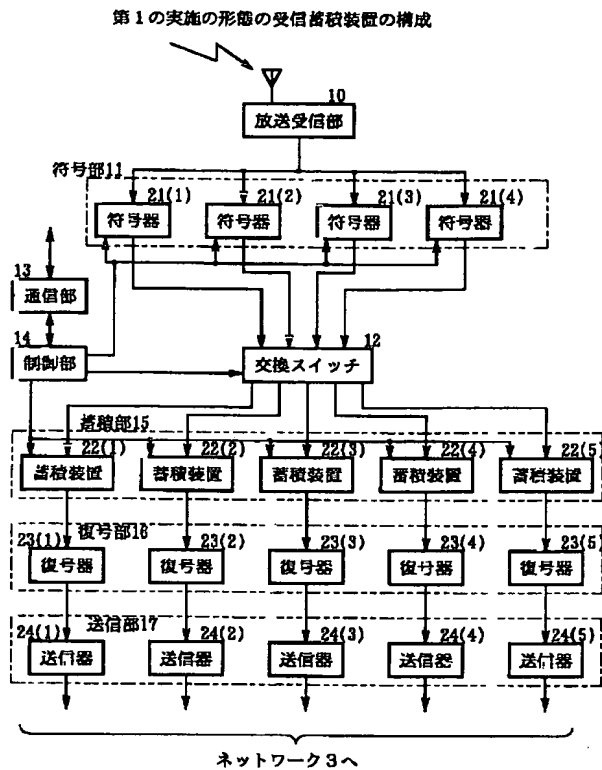 第1の実施の形態の受信蓄積装置の構成
10
放送受信部
符号部11
21(1)
21(2)
21(3)
21(4)
符号器
符号器
符号器
符号器
13
通信部
14
制御部
12
交換スイッチ
蓄積部15
22(1)
22(2)
22(3)
22(4)
22(5)
蓄積装置
蓄積装置
蓄積装置
蓄積装置
蓄積装置
復号部16
23(1)
23(2)
23(3)
23(4)
23(5)
復号器
復号器
復号器
復号器
復号器
送信部17
24(1)
24(2)
24(3)
24(4)
24(5)
送信器
送信器
送信器
送信器
送信器
ネットワーク3へ